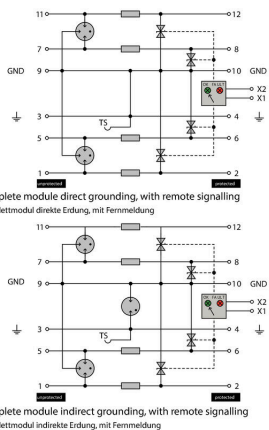 11 12
7 8
GND 9 10 GND
OK FAULT
X2
X1
TS
3 4
5 6
1 2
unprotected protected
plete module direct grounding, with remote signalling
lettmodul direkte Erdung, mit Fernmeldung
11 12
7 8
GND 9 10 GND
OK FAULT
X2
X1
TS
3 4
5 6
1 2
unprotected protected
plete module indirect grounding, with remote signalling
lettmodul indirekte Erdung, mit Fernmeldung